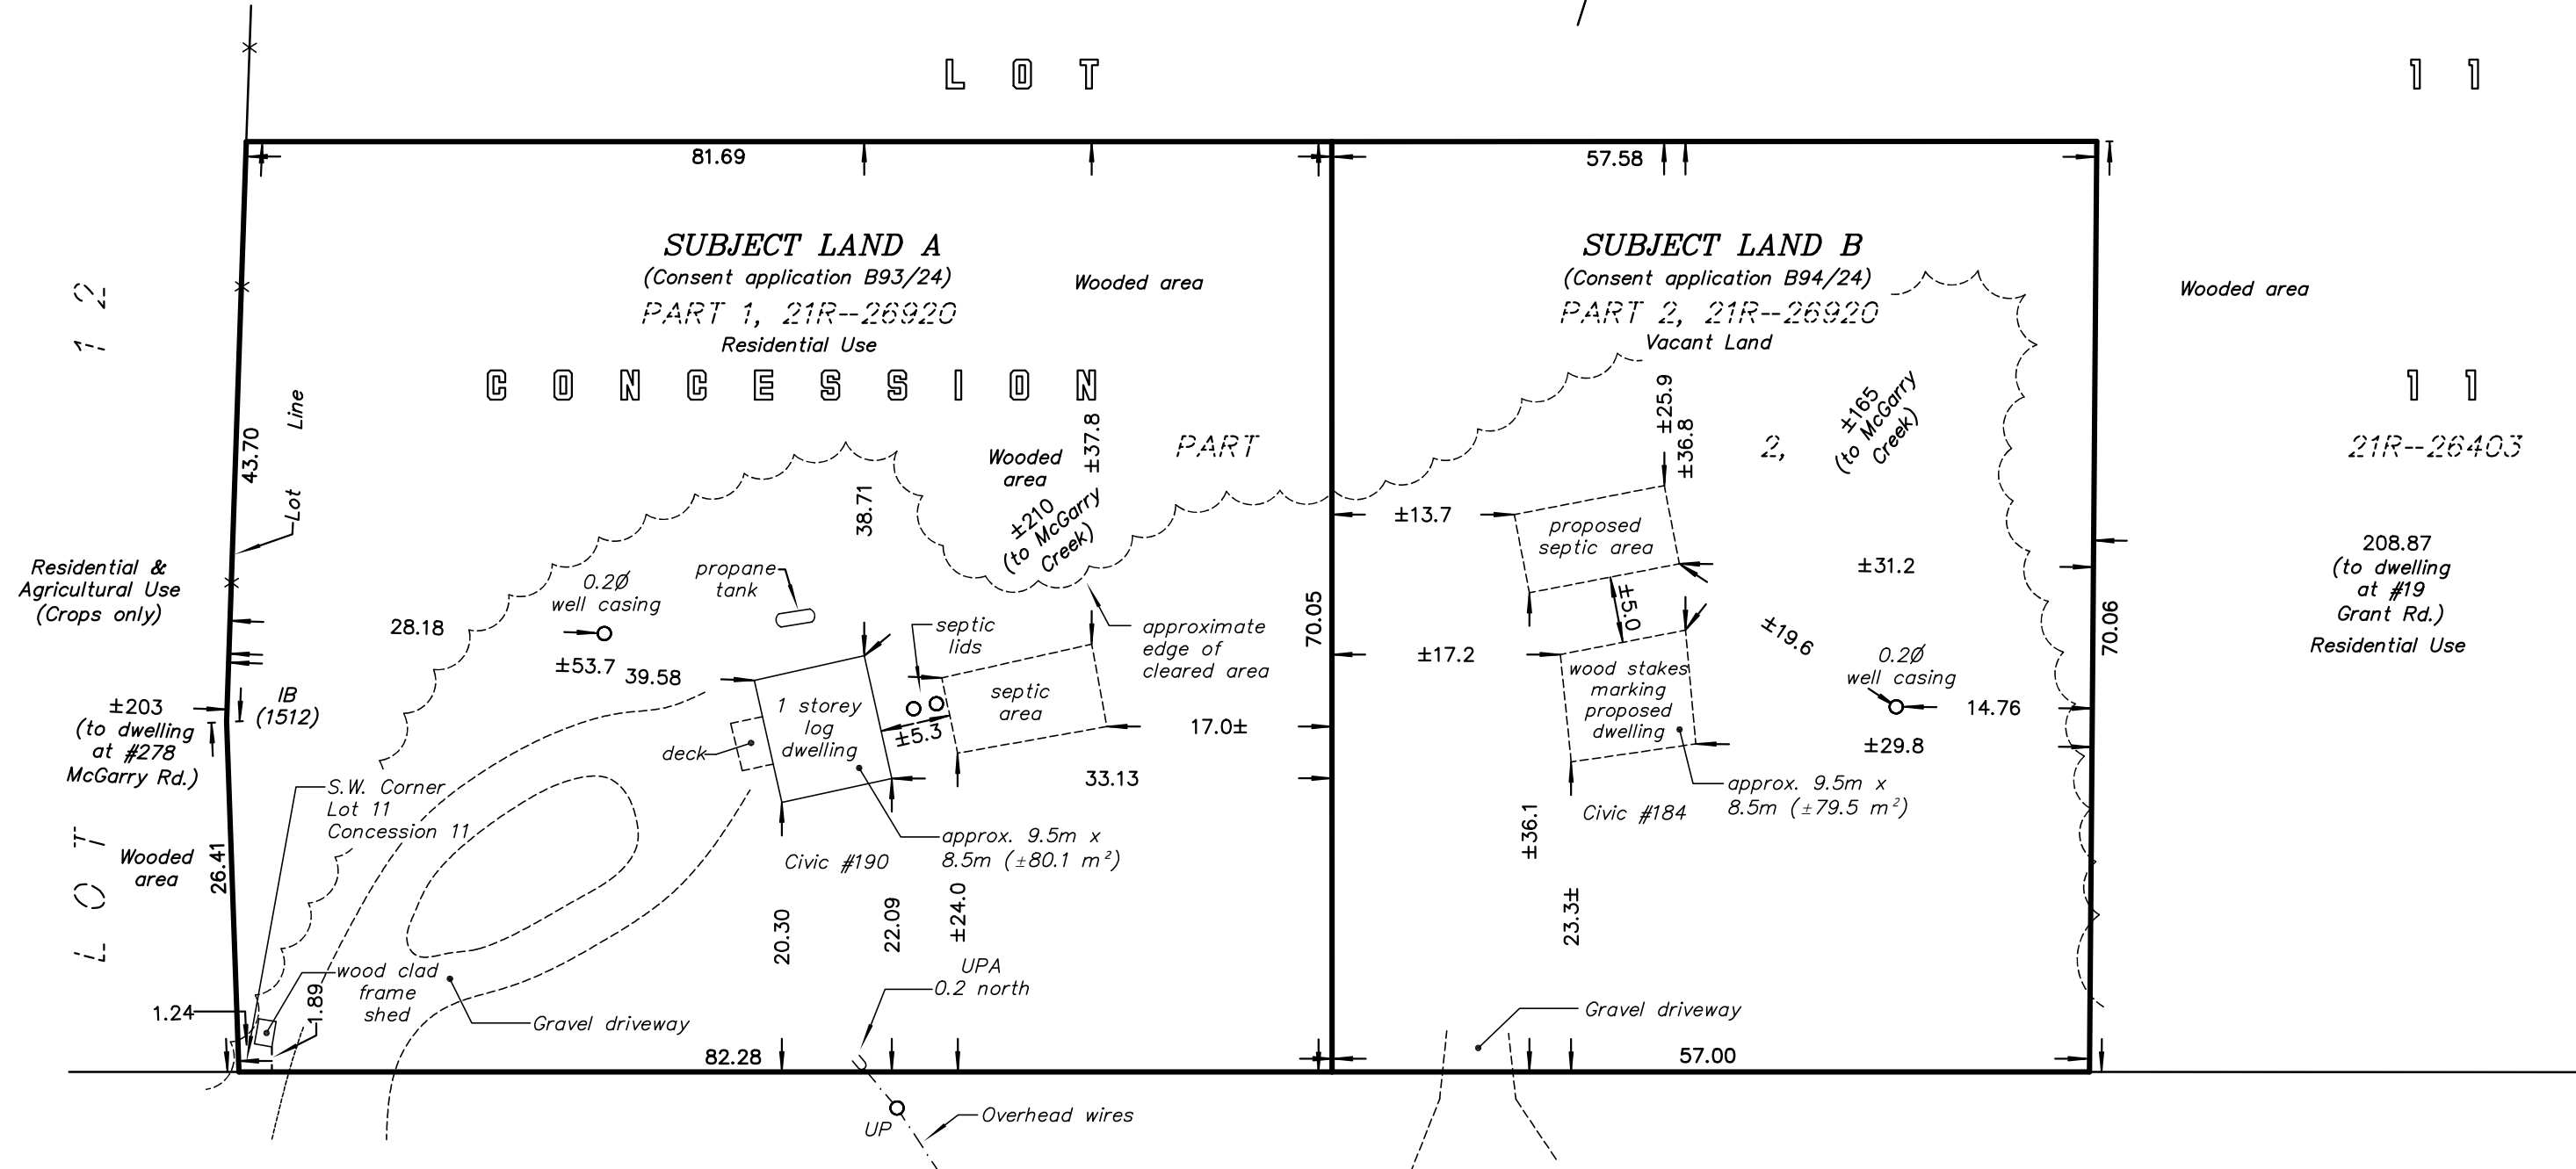 L O T
1 1
81.69
57.58
SUBJECT LAND A
(Consent application B93/24)
PART 1, 21R--26920
Residential Use
Wooded area
SUBJECT LAND B
(Consent application B94/24)
PART 2, 21R--26920
Vacant Land
Wooded area
C O N C E S S I O N
1 1
L O T
1 2
43.70
Lot Line
PART
2,
21R--26403
Wooded
area
±37.8
±210
(to McGarry
Creek)
38.71
±25.9
±36.8
±165
(to McGarry
Creek)
±13.7
proposed
septic area
±31.2
±5.0
208.87
(to dwelling
at #19
Grant Rd.)
Residential Use
Residential &
Agricultural Use
(Crops only)
0.2Ø
well casing
propane
tank
28.18
±53.7
39.58
septic
lids
approximate
edge of
cleared area
70.05
70.06
±17.2
wood stakes
marking
proposed
dwelling
±19.6
0.2Ø
well casing
14.76
±29.8
±203
(to dwelling
at #278
McGarry Rd.)
IB
(1512)
1 storey
log
dwelling
deck
±5.3
septic
area
17.0±
33.13
S.W. Corner
Lot 11
Concession 11
approx. 9.5m x
8.5m (±79.5 m²)
Civic #184
±36.1
23.3±
approx. 9.5m x
8.5m (±80.1 m²)
Civic #190
Wooded
area
26.41
20.30
22.09
±24.0
UPA
0.2 north
wood clad
frame
shed
1.89
1.24
Gravel driveway
Gravel driveway
82.28
57.00
UP
Overhead wires